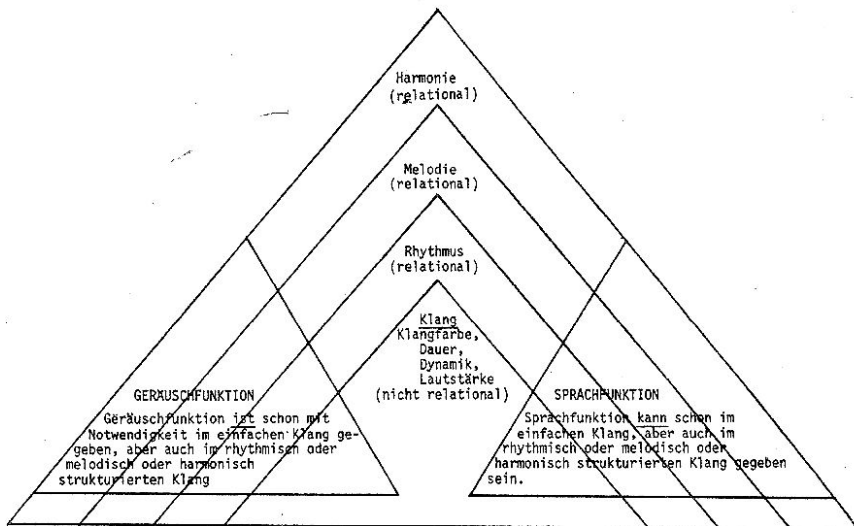 Harmonie
(relational)
Melodie
(relational)
Rhythmus
(relational)
Klang
Klangfarbe,
Dauer,
Dynamik,
Lautstärke
(nicht relational)
GERÄUSCHFUNKTION
Geräuschfunktion ist schon mit
Notwendigkeit im einfachen Klang ge-
geben, aber auch im rhythmisch oder
melodisch oder harmonisch
strukturierten Klang
SPRACHFUNKTION
Sprachfunktion kann schon im
einfachen Klang, aber auch im
rhythmisch oder melodisch oder
harmonisch strukturierten Klang gegeben
sein.